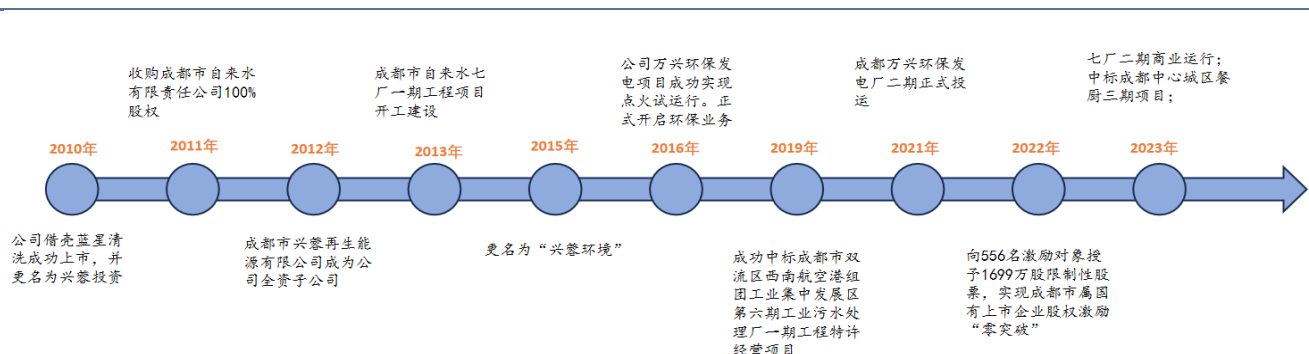 收购成都市自来水
有限责任公司100%
股权
成都市自来水七
厂一期工程项目
开工建设
公司万兴环保发
电项目成功实现
点火试运行。正
式开启环保业务
成都万兴环保发
电厂二期正式投
运
七厂二期商业运行；
中标成都中心城区餐
厨三期项目；
2010年
2011年
2012年
2013年
2015年
2016年
2019年
2021年
2022年
2023年
公司借壳蓝星清
洗成功上市，并
更名为兴蓉投资
成都市兴蓉再生能
源有限公司成为公
司全资子公司
更名为“兴蓉环境”
成功中标成都市双
流区西南航空港组
团工业集中发展区
第六期工业污水处
理厂一期工程特许
经营项目
向556名激励对象授
予1699万股限制性股
票，实现成都市属国
有上市企业股权激励
“零突破”